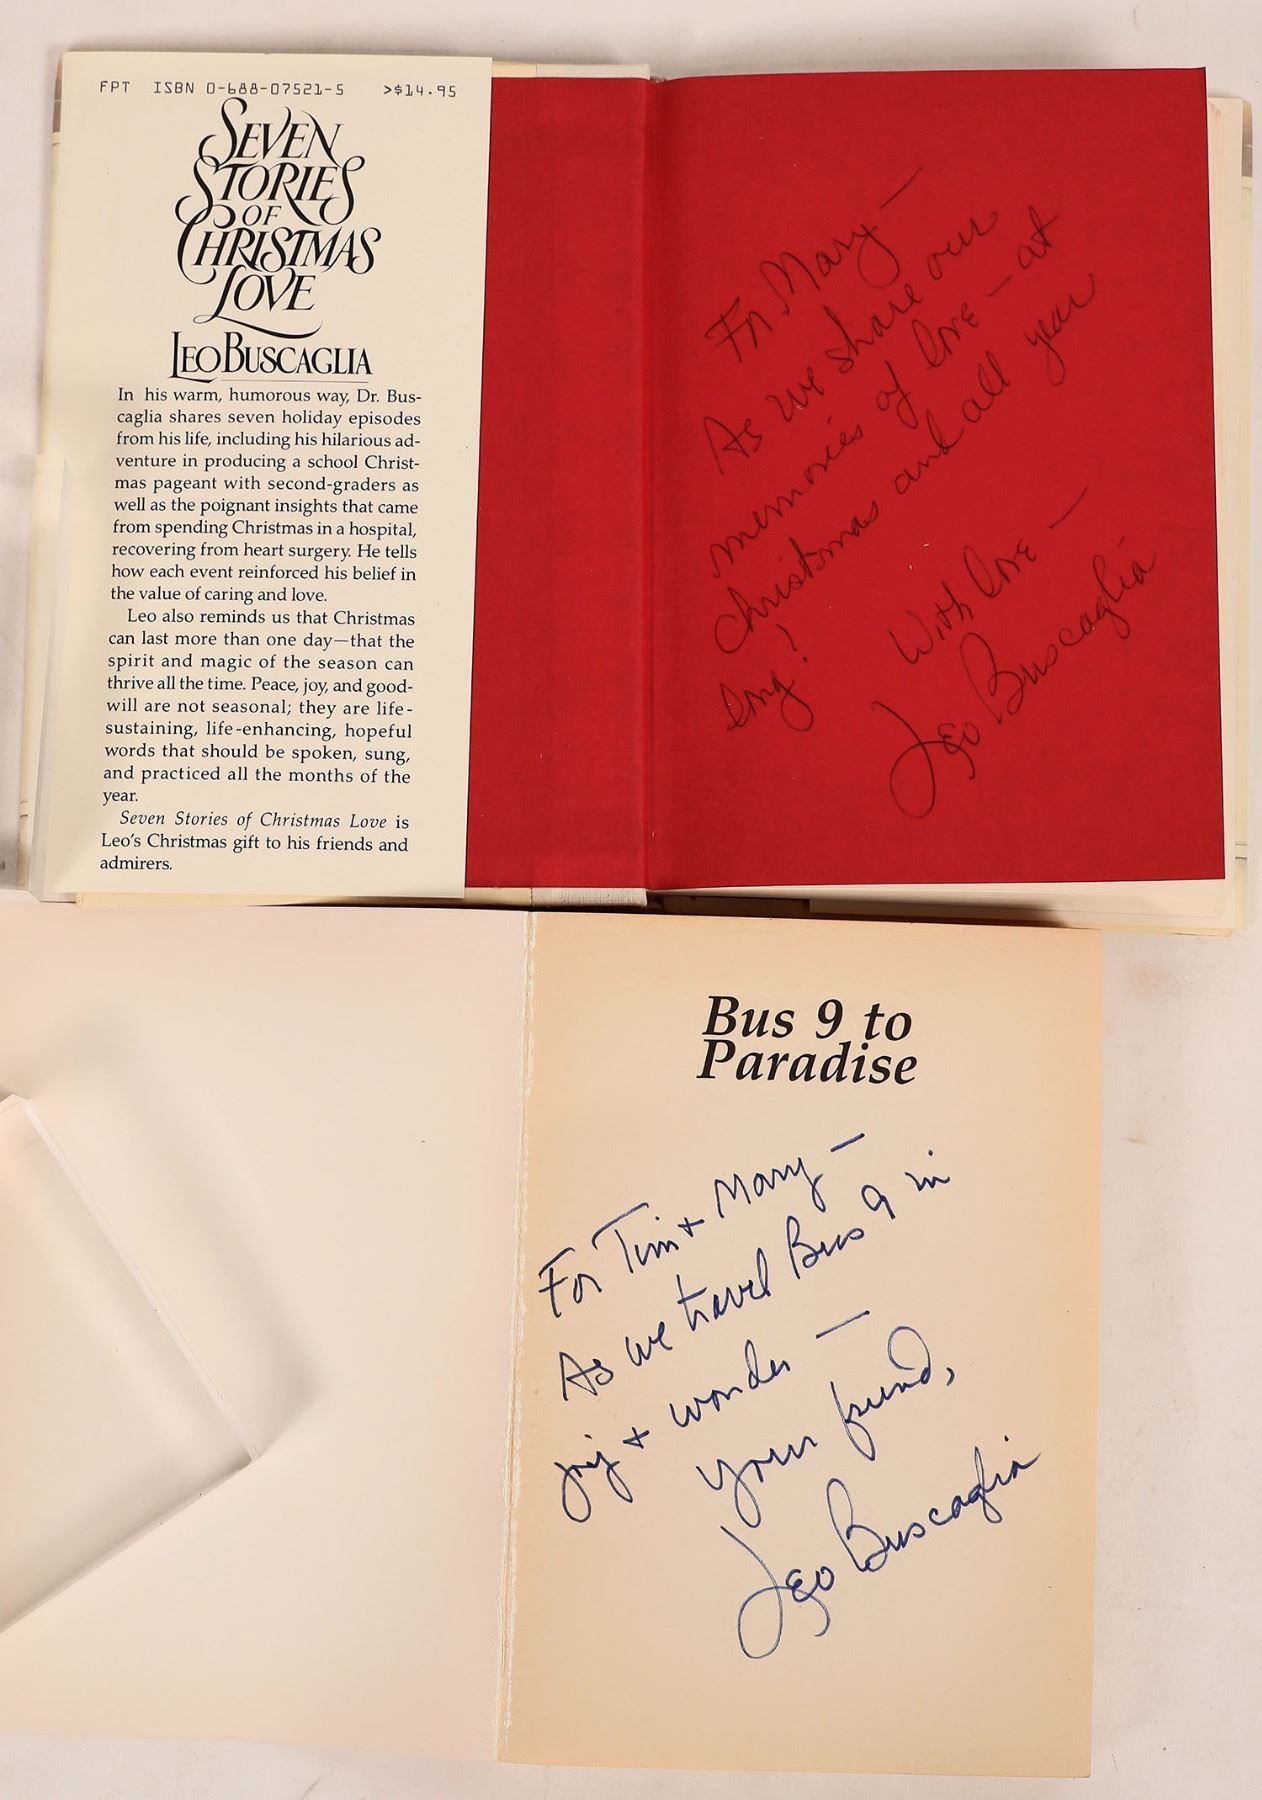 FPT ISBN 0-688-07521-5 >$14.95
SEVEN
STORIES
OF
CHRISTMAS
LOVE
LEO BUSCAGLIA
In his warm, humorous way, Dr. Bus-
caglia shares seven holiday episodes
from his life, including his hilarious ad-
venture in producing a school Christ-
mas pageant with second-graders as
well as the poignant insights that came
from spending Christmas in a hospital,
recovering from heart surgery. He tells
how each event reinforced his belief in
the value of caring and love.
Leo also reminds us that Christmas
can last more than one day—that the
spirit and magic of the season can
thrive all the time. Peace, joy, and good-
will are not seasonal; they are life-
sustaining, life-enhancing, hopeful
words that should be spoken, sung,
and practiced all the months of the
year.
Seven Stories of Christmas Love is
Leo's Christmas gift to his friends and
admirers.
For Mary —
As we share our
memories of love — at
Christmas and all year
long!
With love —
Leo Buscaglia
Bus 9 to
Paradise
For Tim + Mary —
As we travel Bus 9 in
joy + wonder —
Your friend,
Leo Buscaglia